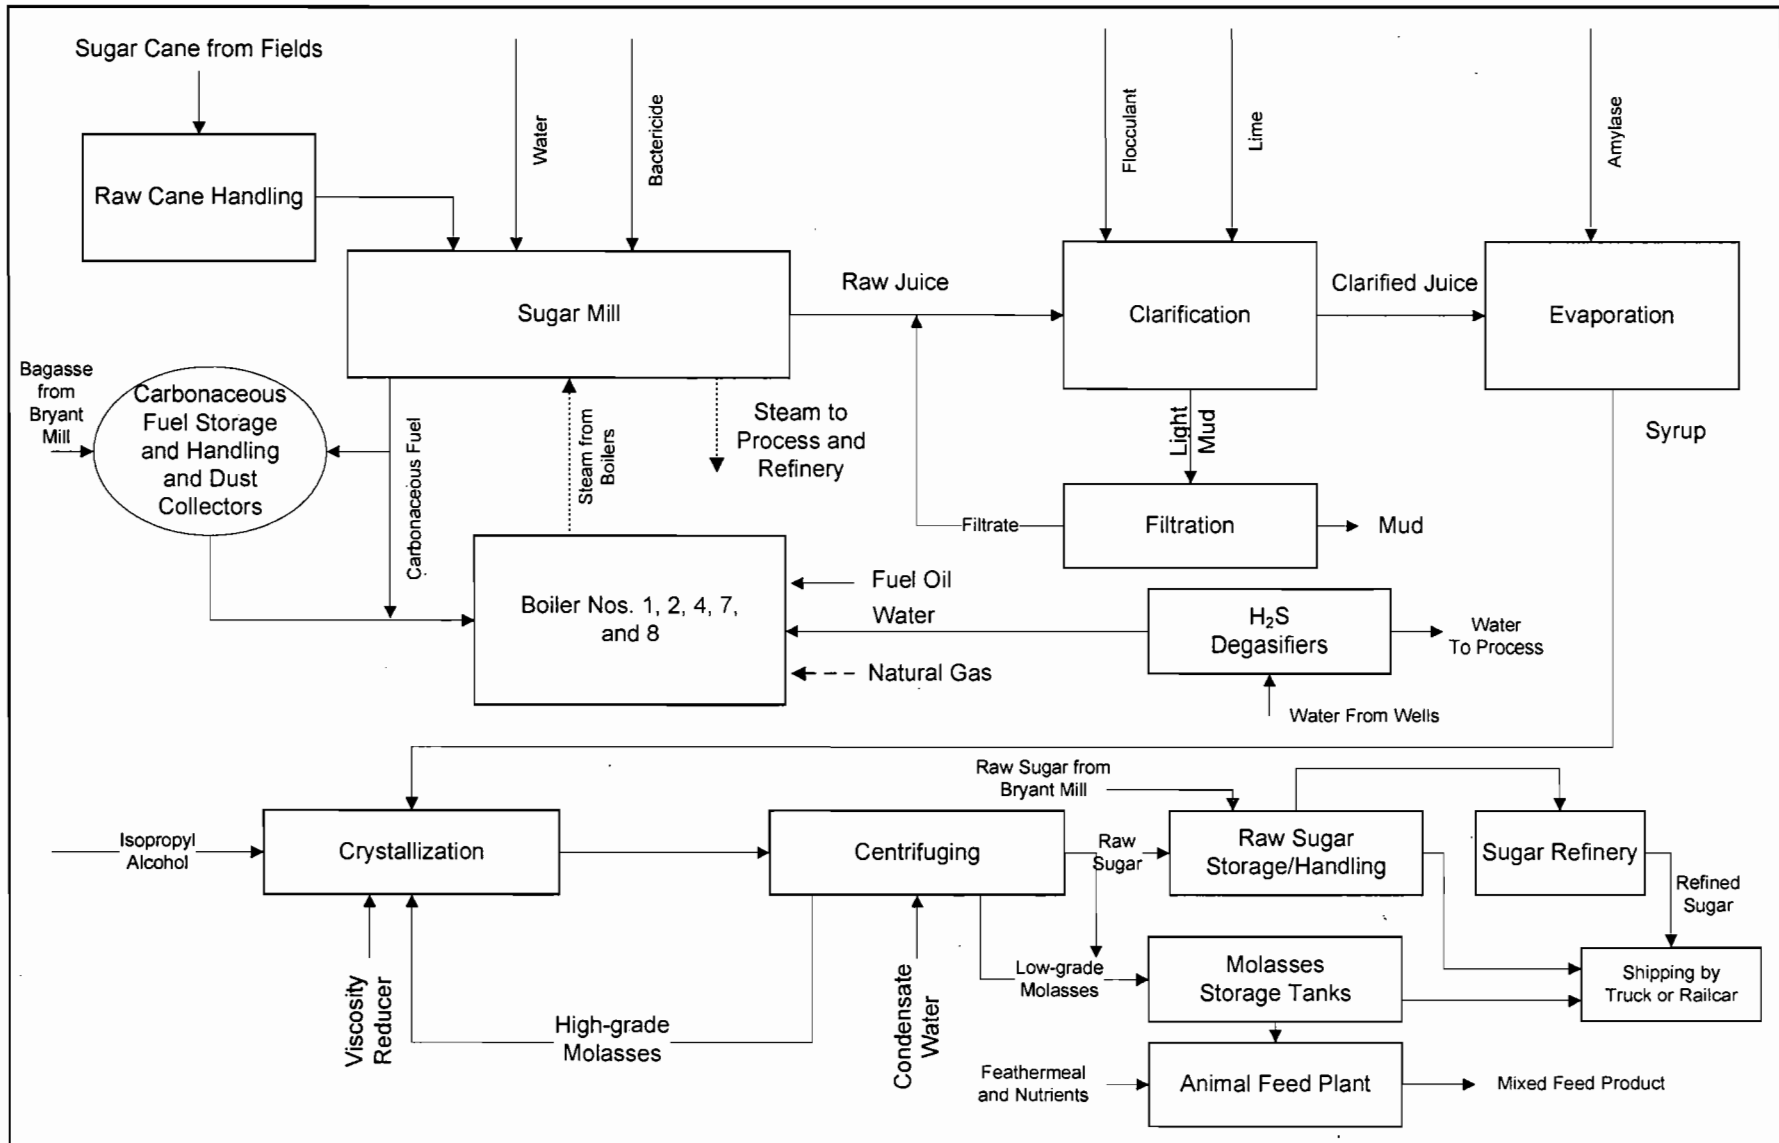 Sugar Cane from Fields
Raw Cane Handling
Water
Bactericide
Flocculant
Lime
Amylase
Sugar Mill
Raw Juice
Clarification
Clarified Juice
Evaporation
Bagasse
from
Bryant
Mill
Carbonaceous
Fuel Storage
and Handling
and Dust
Collectors
Carbonaceous Fuel
Steam from
Boilers
Steam to
Process and
Refinery
Light
Mud
Syrup
Filtrate
Filtration
Mud
Boiler Nos. 1, 2, 4, 7,
and 8
Fuel Oil
Water
Natural Gas
H₂S
Degasifiers
Water
To Process
Water From Wells
Raw Sugar from
Bryant Mill
Isopropyl
Alcohol
Crystallization
Centrifuging
Raw
Sugar
Raw Sugar
Storage/Handling
Sugar Refinery
Refined
Sugar
Viscosity
Reducer
High-grade
Molasses
Condensate
Water
Low-grade
Molasses
Molasses
Storage Tanks
Shipping by
Truck or Railcar
Feathermeal
and Nutrients
Animal Feed Plant
Mixed Feed Product